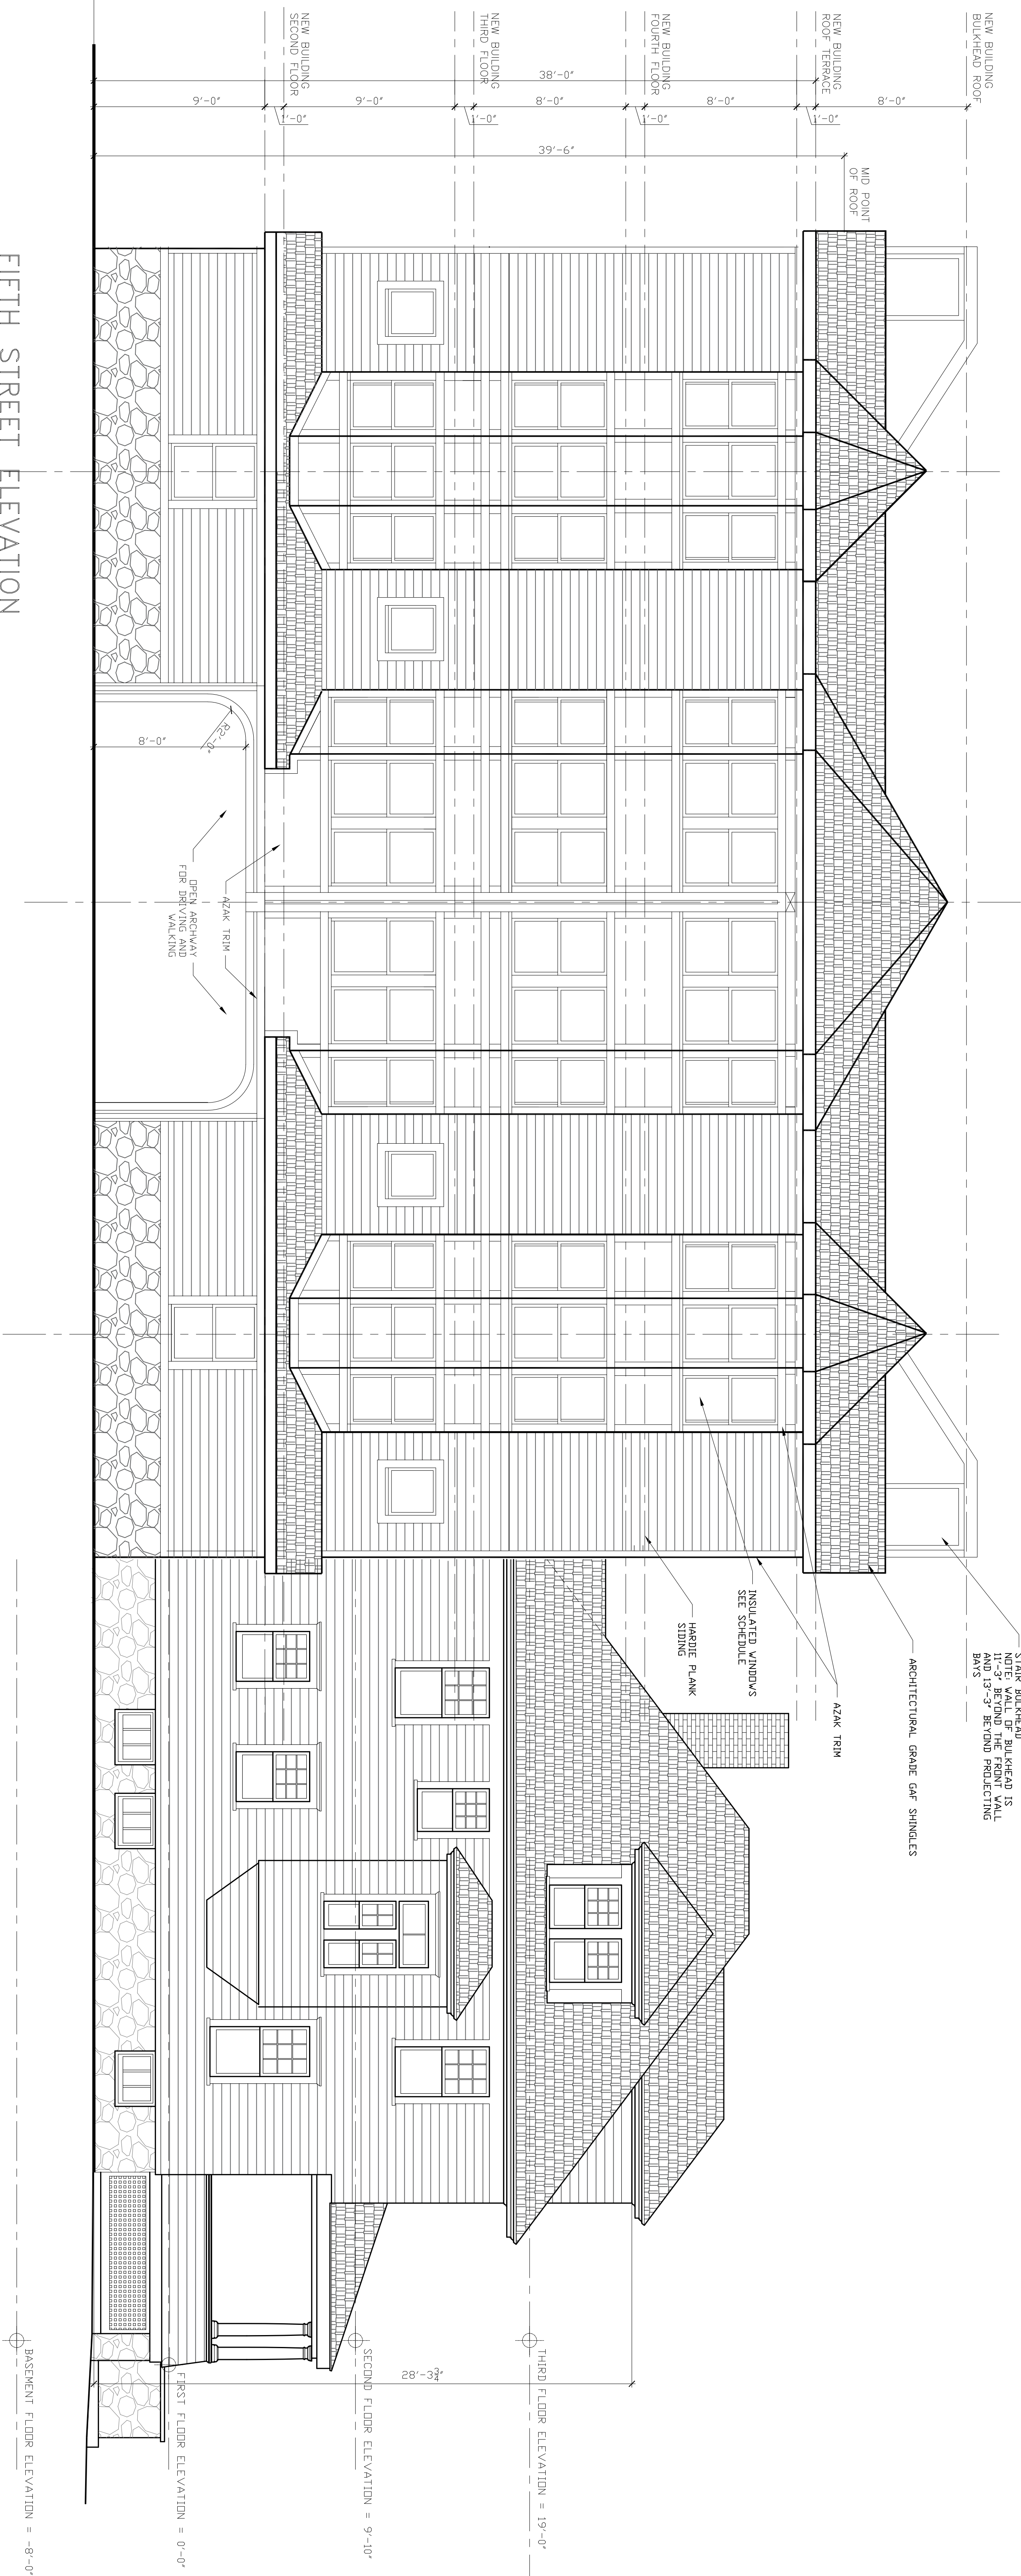 NEW BUILDING
BULKHEAD ROOF
8'-0"
NEW BUILDING
ROOF TERRACE
1'-0"
8'-0"
NEW BUILDING
FOURTH FLOOR
1'-0"
8'-0"
NEW BUILDING
THIRD FLOOR
1'-0"
9'-0"
NEW BUILDING
SECOND FLOOR
1'-0"
9'-0"
38'-0"
39'-6"
MID POINT
OF ROOF
R2'-0"
8'-0"
AZAK TRIM
OPEN ARCHWAY
FOR DRIVING AND
WALKING
STAIR BULKHEAD
NOTE: WALL OF BULKHEAD IS
11'-3" BEYOND THE FRONT WALL
AND 13'-3" BEYOND PROJECTING
BAYS
ARCHITECTURAL GRADE GAF SHINGLES
AZAK TRIM
INSULATED WINDOWS
SEE SCHEDULE
HARDIE PLANK
SIDING
28'-3 3/4"
THIRD FLOOR ELEVATION = 19'-0"
SECOND FLOOR ELEVATION = 9'-10"
FIRST FLOOR ELEVATION = 0'-0"
BASEMENT FLOOR ELEVATION = -8'-0"
FIFTH STREET ELEVATION